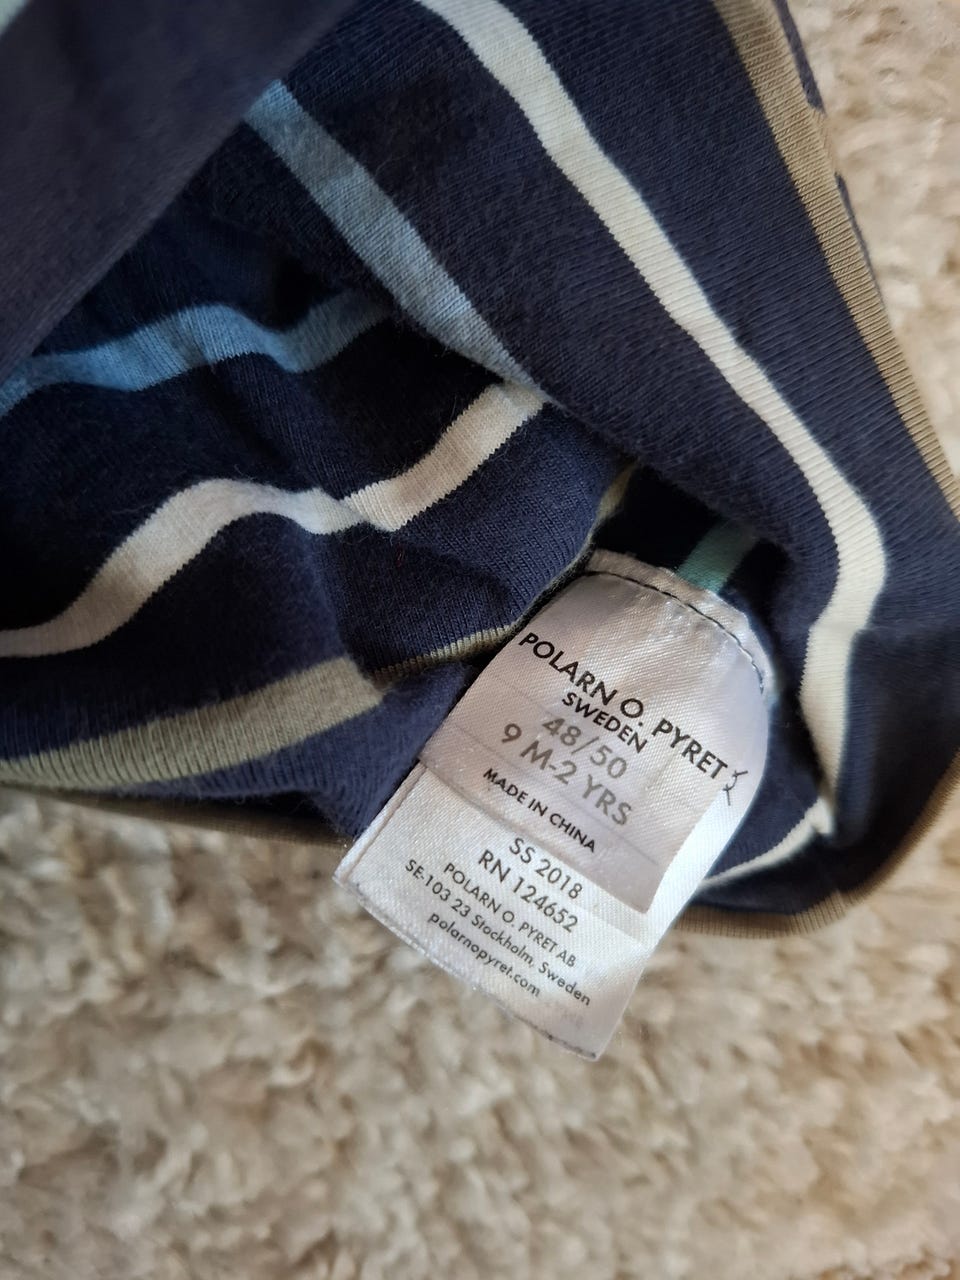 POLARN O. PYRET
SWEDEN
48/50
9 M-2 YRS
MADE IN CHINA
SS 2018
RN 124652
POLARN O. PYRET AB
SE-103 23 Stockholm, Sweden
polarnopyret.com